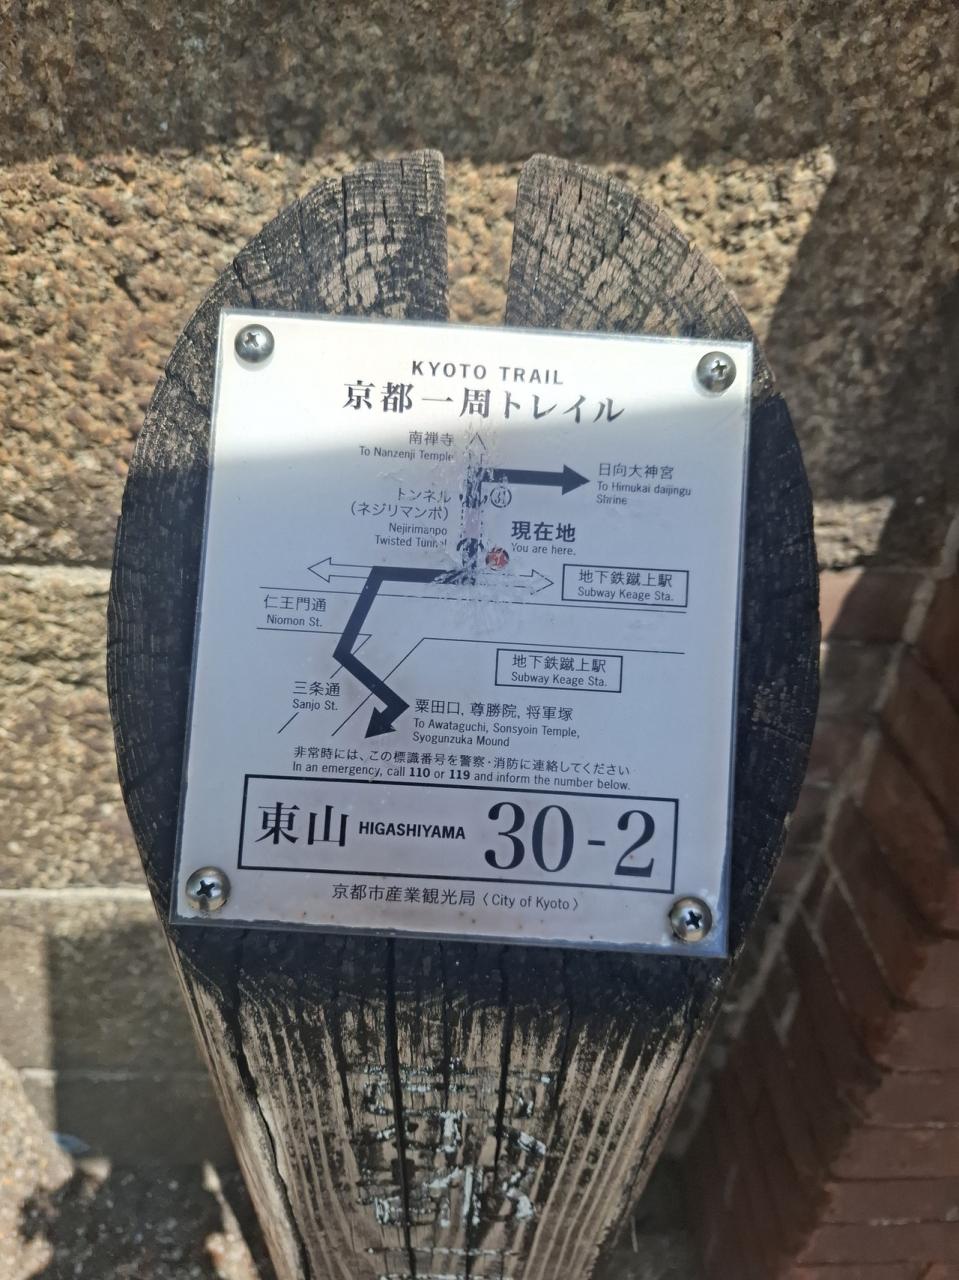 KYOTO TRAIL
京都一周トレイル
南禅寺
To Nanzenji Temple
日向大神宮
To Himukai daijingu
Shrine
トンネル
(ネジリマンポ)
Nejirimanpo
Twisted Tunnel
31
現在地
You are here.
地下鉄蹴上駅
Subway Keage Sta.
仁王門通
Niomon St.
地下鉄蹴上駅
Subway Keage Sta.
三条通
Sanjo St.
粟田口, 尊勝院, 将軍塚
To Awataguchi, Sonsyoin Temple,
Syogunzuka Mound
非常時には、この標識番号を警察・消防に連絡してください
In an emergency, call 110 or 119 and inform the number below.
東山 HIGASHIYAMA 30-2
京都市産業観光局〈City of Kyoto〉